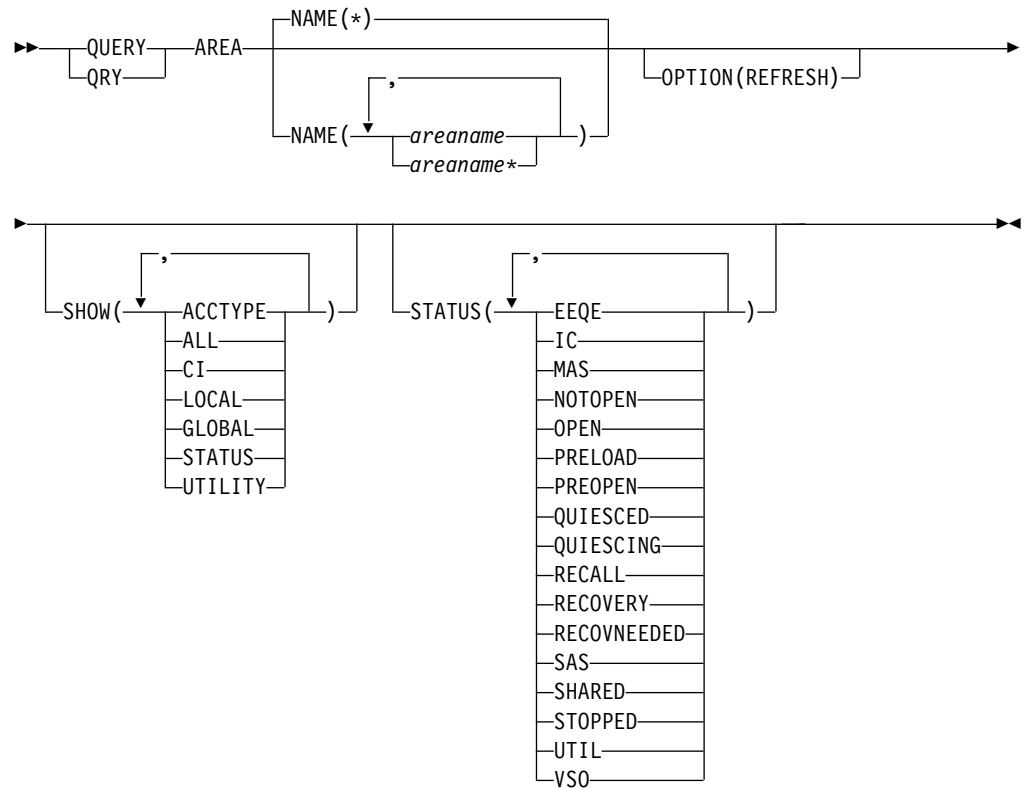 NAME(*)
QUERY AREA
QRY OPTION(REFRESH)
,
NAME( areaname )
areaname*
, ,
SHOW( ACCTYPE ) STATUS( EEQE )
ALL IC
CI MAS
LOCAL NOTOPEN
GLOBAL OPEN
STATUS PRELOAD
UTILITY PREOPEN
QUIESCED
QUIESCING
RECALL
RECOVERY
RECOVNEEDED
SAS
SHARED
STOPPED
UTIL
VSO